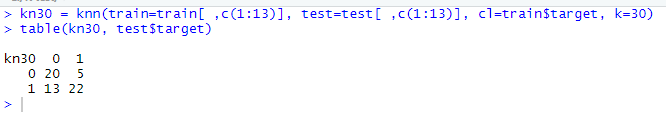 > kn30 = knn(train=train[ ,c(1:13)], test=test[ ,c(1:13)], cl=train$target, k=30)
> table(kn30, test$target)
kn30  0  1
   0 20  5
   1 13 22
>